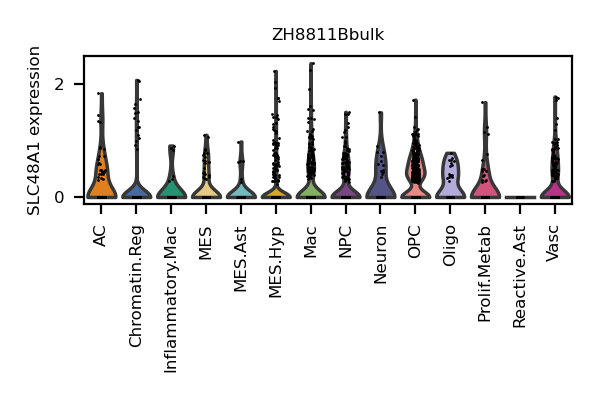 ZH8811Bbulk
SLC48A1 expression
2
0
AC
Chromatin.Reg
Inflammatory.Mac
MES
MES.Ast
MES.Hyp
Mac
NPC
Neuron
OPC
Oligo
Prolif.Metab
Reactive.Ast
Vasc